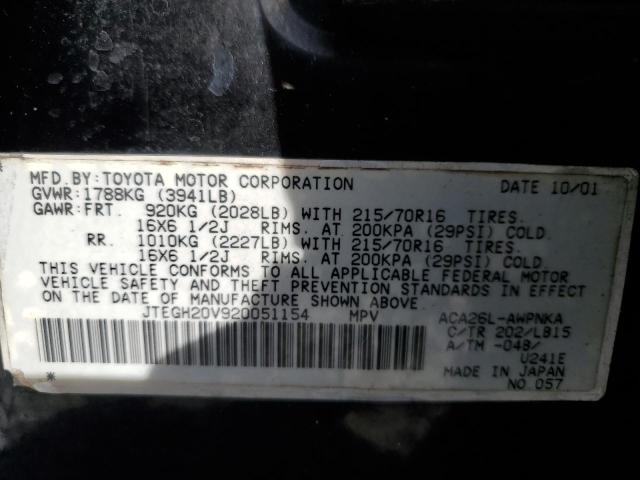 MFD.BY:TOYOTA MOTOR CORPORATION DATE 10/01
GVWR:1788KG (3941LB)
GAWR:FRT. 920KG (2028LB) WITH 215/70R16 TIRES.
16X6 1/2J RIMS. AT 200KPA (29PSI) COLD.
RR. 1010KG (2227LB) WITH 215/70R16 TIRES.
16X6 1/2J RIMS. AT 200KPA (29PSI) COLD.
THIS VEHICLE CONFORMS TO ALL APPLICABLE FEDERAL MOTOR
VEHICLE SAFETY AND THEFT PREVENTION STANDARDS IN EFFECT
ON THE DATE OF MANUFACTURE SHOWN ABOVE
JTEGH20V920051154 MPV ACA26L-AWPNKA
C/TR 202/LB15
A/TM -048/
U241E
MADE IN JAPAN
NO 057